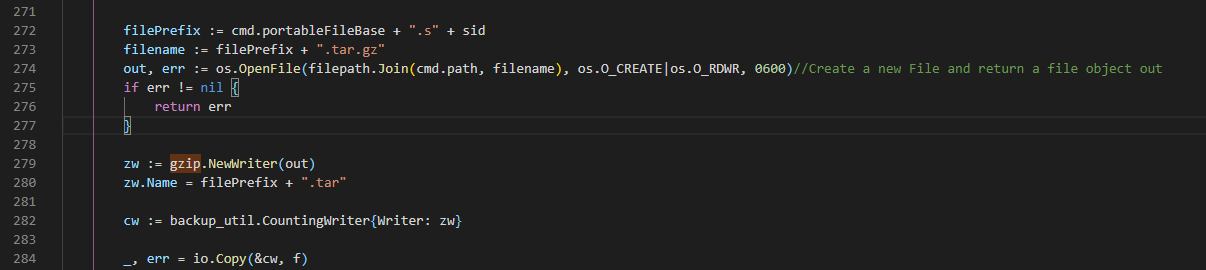 271
272 filePrefix := cmd.portableFileBase + ".s" + sid
273 filename := filePrefix + ".tar.gz"
274 out, err := os.OpenFile(filepath.Join(cmd.path, filename), os.O_CREATE|os.O_RDWR, 0600)//Create a new File and return a file object out
275 if err != nil {
276 return err
277 }
278
279 zw := gzip.NewWriter(out)
280 zw.Name = filePrefix + ".tar"
281
282 cw := backup_util.CountingWriter{Writer: zw}
283
284 _, err = io.Copy(&cw, f)